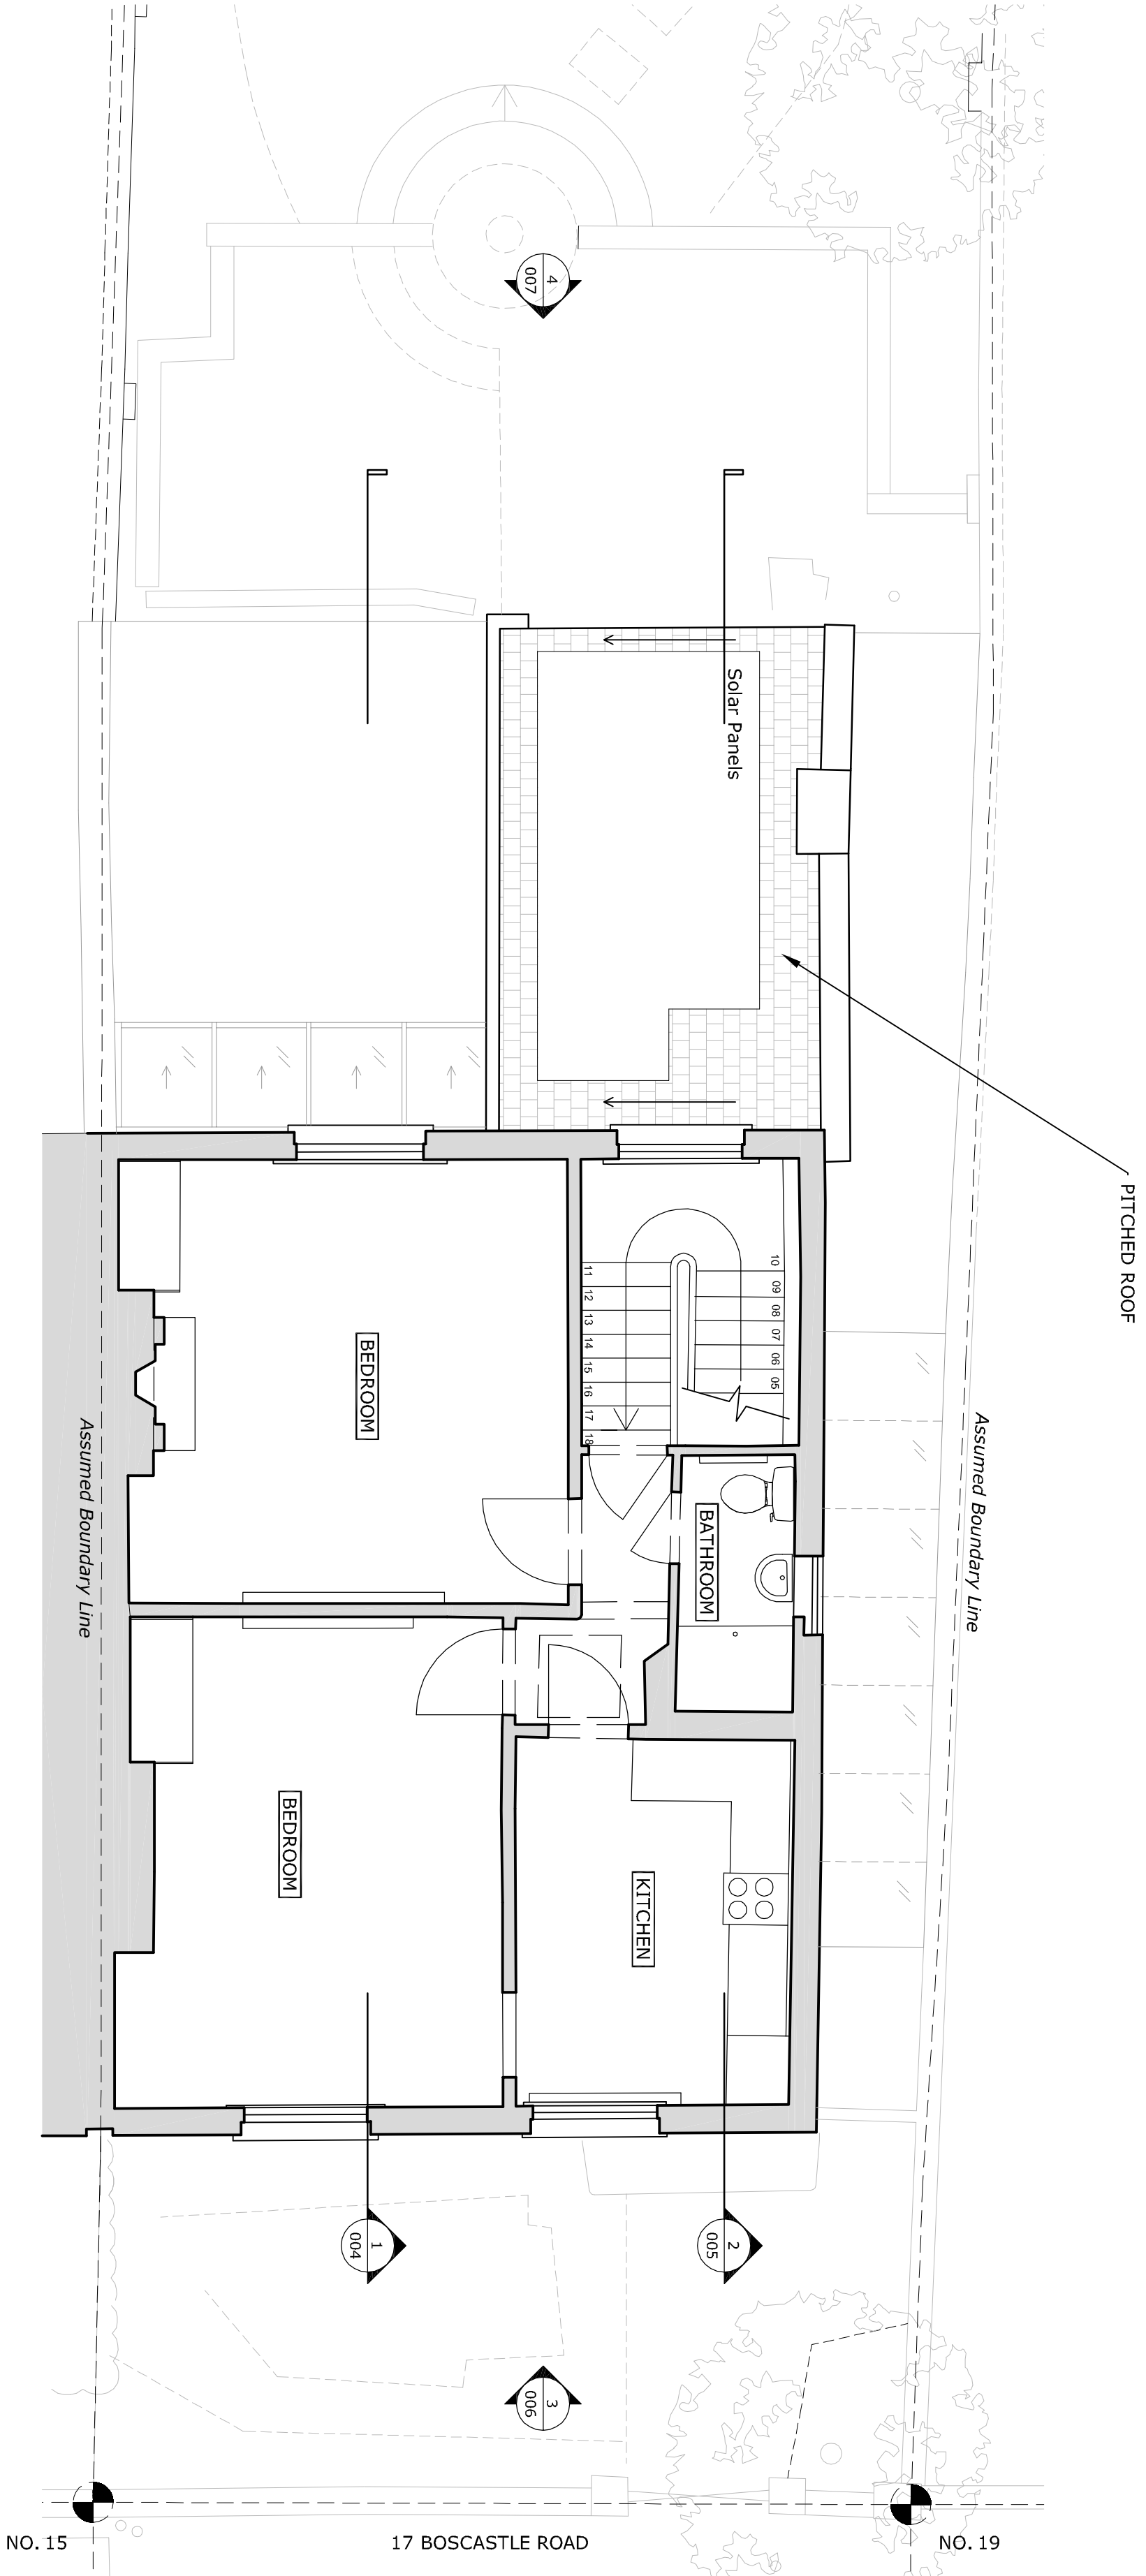 4
007
Solar Panels
PITCHED ROOF
10
09
08
07
06
05
11
12
13
14
15
16
17
18
BEDROOM
BATHROOM
Assumed Boundary Line
Assumed Boundary Line
BEDROOM
KITCHEN
1
004
2
005
3
006
NO. 15
17 BOSCASTLE ROAD
NO. 19